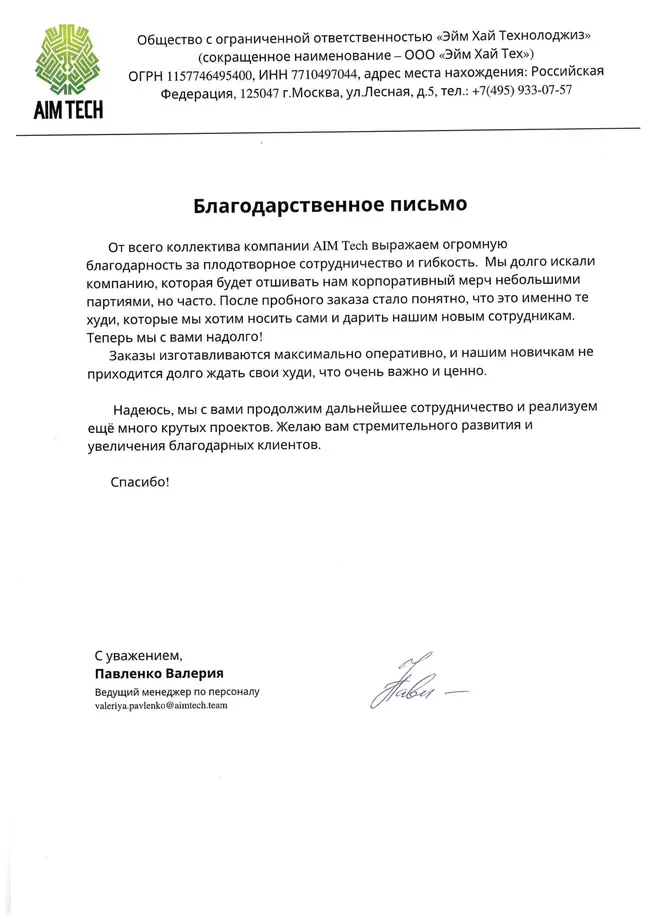 AIM TECH
Общество с ограниченной ответственностью «Эйм Хай Технолоджиз»
(сокращенное наименование – ООО «Эйм Хай Тех»)
ОГРН 1157746495400, ИНН 7710497044, адрес места нахождения: Российская
Федерация, 125047 г.Москва, ул.Лесная, д.5, тел.: +7(495) 933-07-57
Благодарственное письмо
От всего коллектива компании AIM Tech выражаем огромную
благодарность за плодотворное сотрудничество и гибкость. Мы долго искали
компанию, которая будет отшивать нам корпоративный мерч небольшими
партиями, но часто. После пробного заказа стало понятно, что это именно те
худи, которые мы хотим носить сами и дарить нашим новым сотрудникам.
Теперь мы с вами надолго!
Заказы изготавливаются максимально оперативно, и нашим новичкам не
приходится долго ждать свои худи, что очень важно и ценно.
Надеюсь, мы с вами продолжим дальнейшее сотрудничество и реализуем
ещё много крутых проектов. Желаю вам стремительного развития и
увеличения благодарных клиентов.
Спасибо!
С уважением,
Павленко Валерия
Ведущий менеджер по персоналу
valeriya.pavlenko@aimtech.team